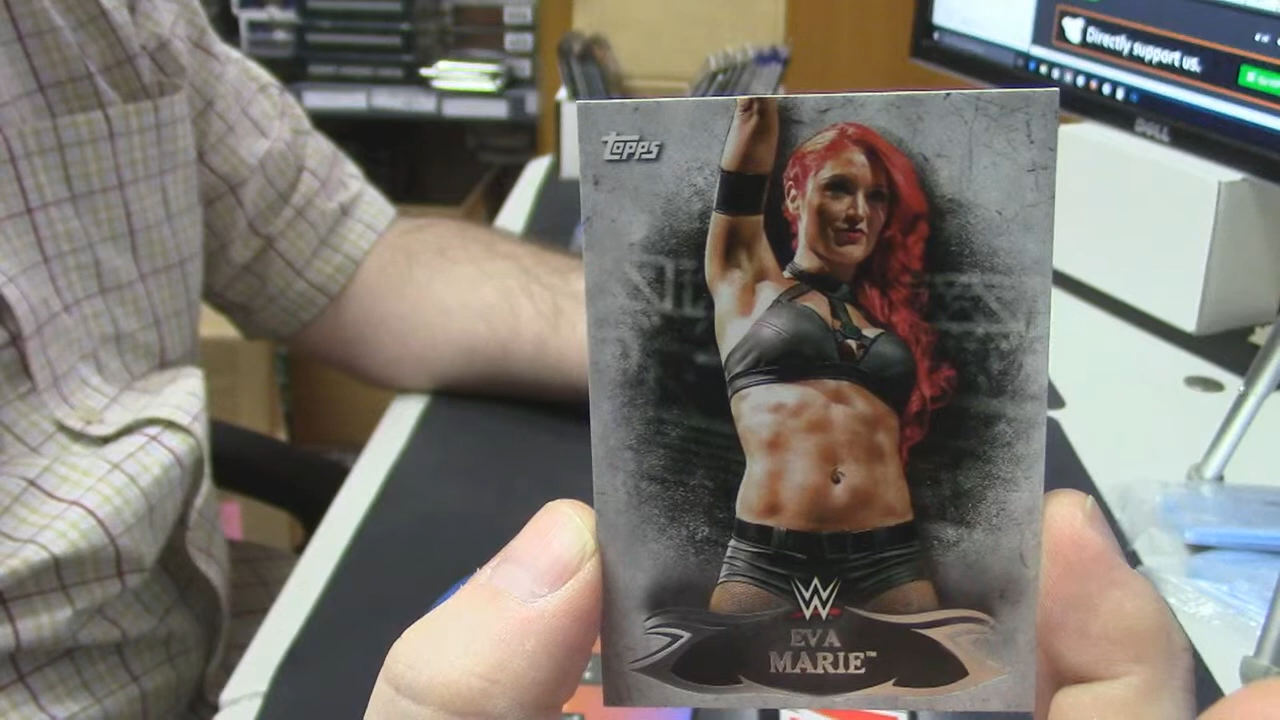 Directly support us.
DELL
Topps
W
EVA
MARIE™